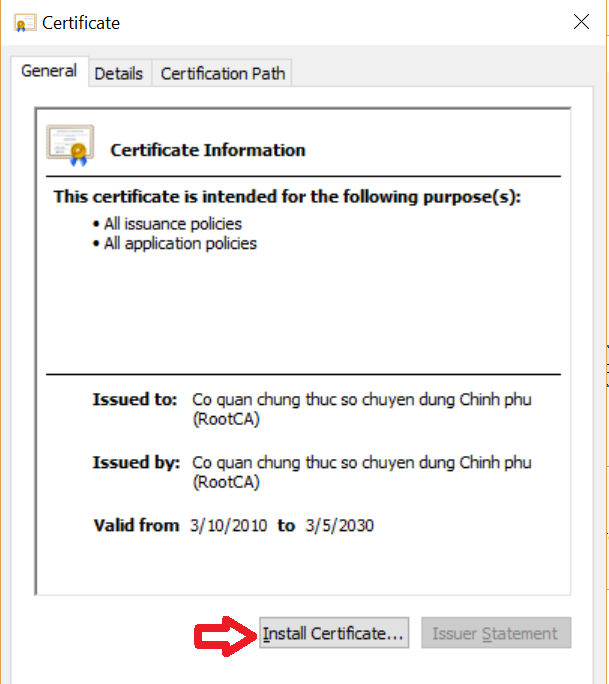 Certificate
General Details Certification Path
Certificate Information
This certificate is intended for the following purpose(s):
• All issuance policies
• All application policies
Issued to: Co quan chung thuc so chuyen dung Chinh phu
(RootCA)
Issued by: Co quan chung thuc so chuyen dung Chinh phu
(RootCA)
Valid from 3/10/2010 to 3/5/2030
Install Certificate... Issuer Statement